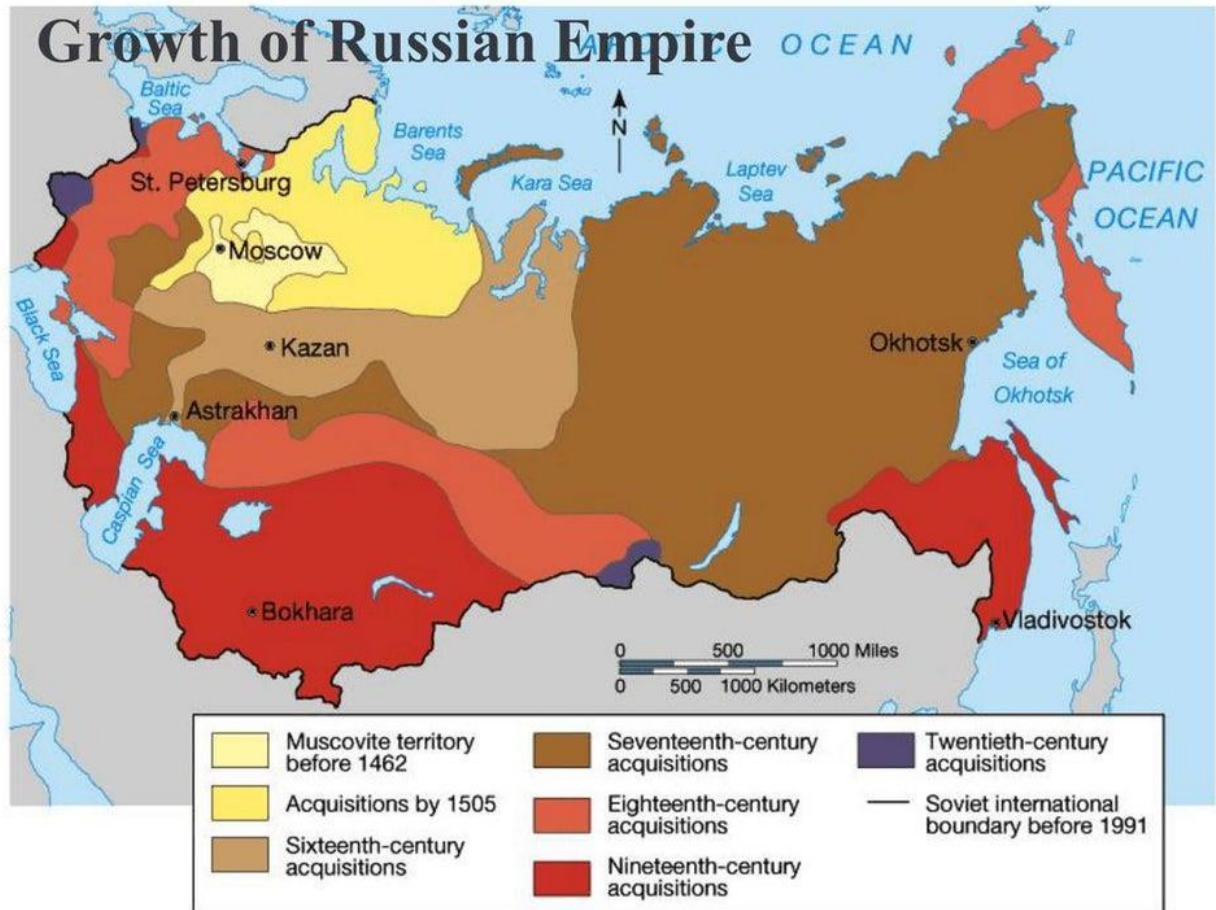 Growth of Russian Empire
OCEAN
Baltic
Sea
Barents
Sea
N
Kara Sea
Laptev
Sea
PACIFIC
OCEAN
St. Petersburg
Moscow
Black Sea
Kazan
Okhotsk
Sea of
Okhotsk
Astrakhan
Caspian Sea
Bokhara
Vladivostok
0 500 1000 Miles
0 500 1000 Kilometers
Muscovite territory
before 1462
Acquisitions by 1505
Sixteenth-century
acquisitions
Seventeenth-century
acquisitions
Eighteenth-century
acquisitions
Nineteenth-century
acquisitions
Twentieth-century
acquisitions
Soviet international
boundary before 1991